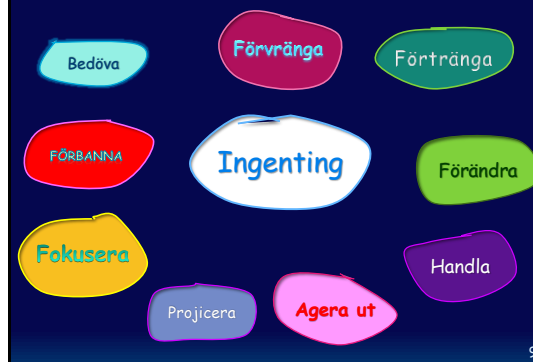 Bedöva
Förvränga
Förtränga
FÖRBANNA
Ingenting
Förändra
Fokusera
Handla
Projicera
Agera ut